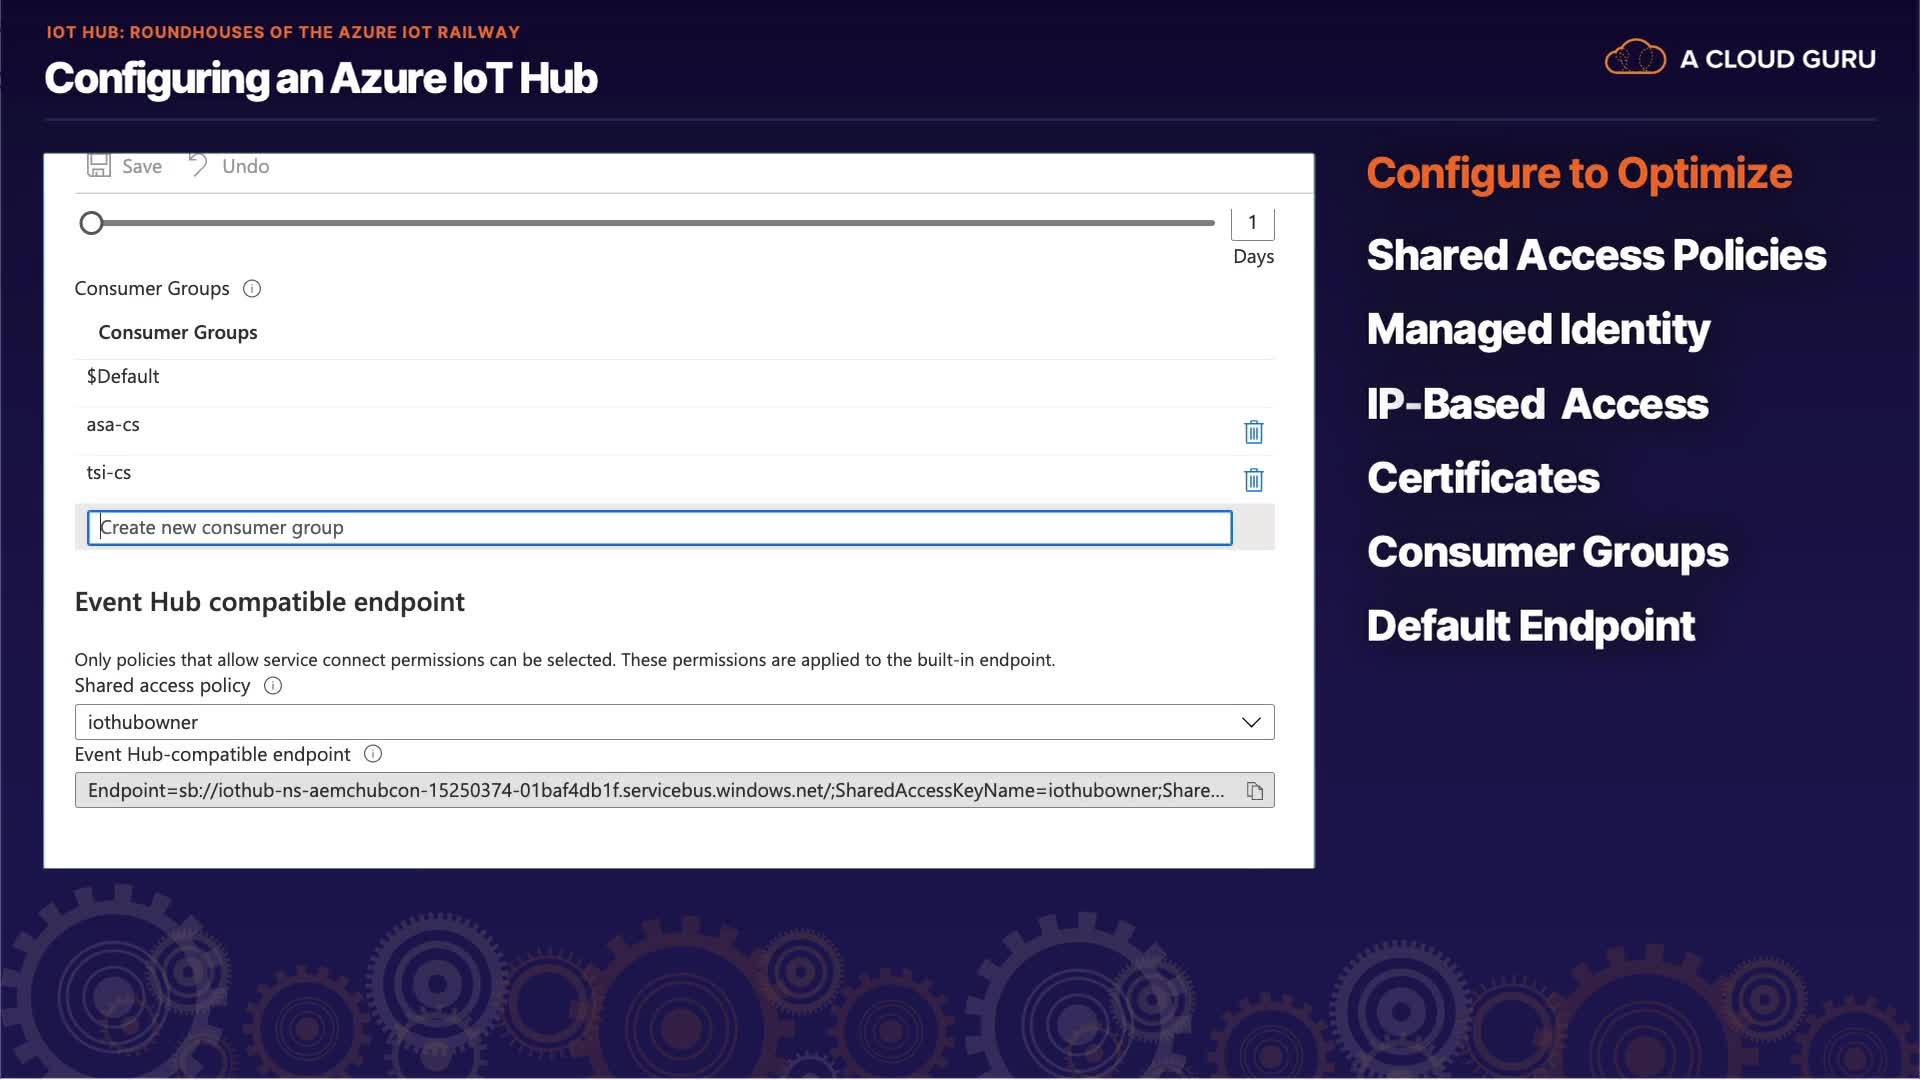 IOT HUB: ROUNDHOUSES OF THE AZURE IOT RAILWAY
Configuring an Azure IoT Hub
A CLOUD GURU
Save Undo
1
Days
Consumer Groups
Consumer Groups
$Default
asa-cs
tsi-cs
Create new consumer group
Event Hub compatible endpoint
Only policies that allow service connect permissions can be selected. These permissions are applied to the built-in endpoint.
Shared access policy
iothubowner
Event Hub-compatible endpoint
Endpoint=sb://iothub-ns-aemchubcon-15250374-01baf4db1f.servicebus.windows.net/;SharedAccessKeyName=iothubowner;Share...
Configure to Optimize
Shared Access Policies
Managed Identity
IP-Based Access
Certificates
Consumer Groups
Default Endpoint